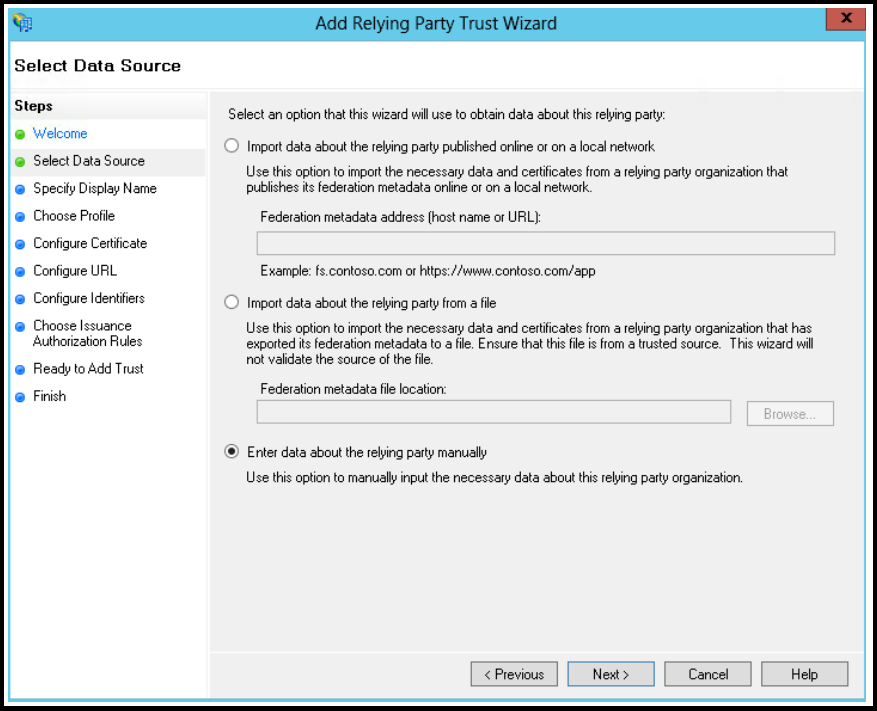 Add Relying Party Trust Wizard
x
Select Data Source
Steps
Welcome
Select Data Source
Specify Display Name
Choose Profile
Configure Certificate
Configure URL
Configure Identifiers
Choose Issuance
Authorization Rules
Ready to Add Trust
Finish
Select an option that this wizard will use to obtain data about this relying party:
Import data about the relying party published online or on a local network
Use this option to import the necessary data and certificates from a relying party organization that
publishes its federation metadata online or on a local network.
Federation metadata address (host name or URL):
Example: fs.contoso.com or https://www.contoso.com/app
Import data about the relying party from a file
Use this option to import the necessary data and certificates from a relying party organization that has
exported its federation metadata to a file. Ensure that this file is from a trusted source.  This wizard will
not validate the source of the file.
Federation metadata file location:
Browse...
Enter data about the relying party manually
Use this option to manually input the necessary data about this relying party organization.
< Previous
Next >
Cancel
Help